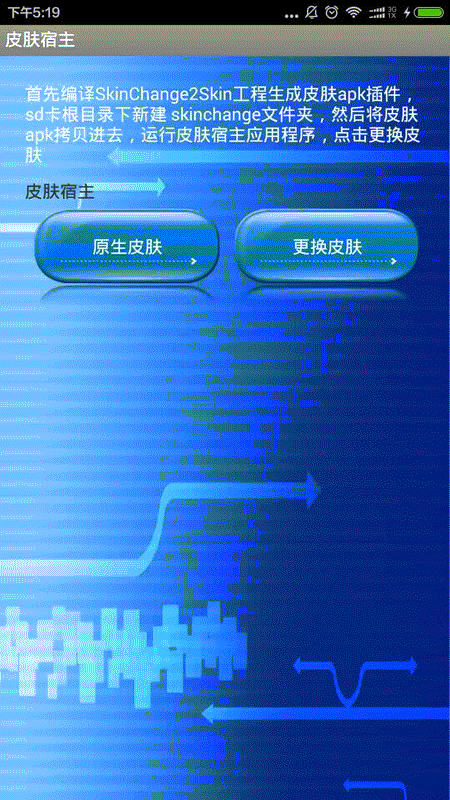 下午5:19
3G
1X
皮肤宿主
首先编译SkinChange2Skin工程生成皮肤apk插件，
sd卡根目录下新建 skinchange文件夹，然后将皮肤
apk拷贝进去，运行皮肤宿主应用程序，点击更换皮
肤
皮肤宿主
原生皮肤
更换皮肤